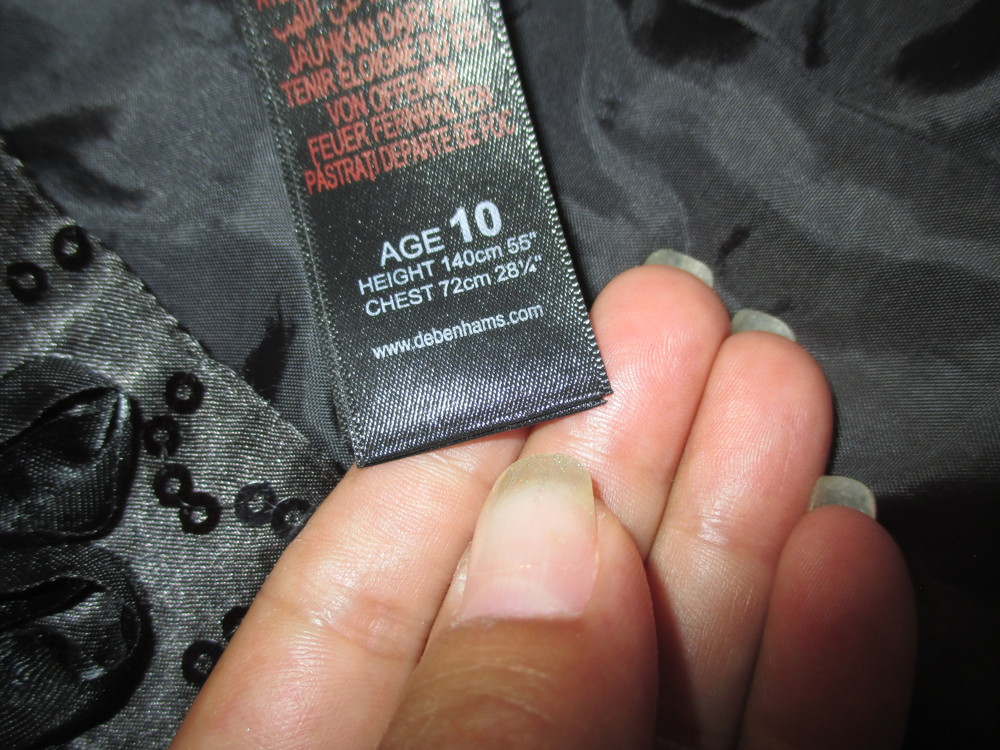 JAUHKAN DARI API
TENIR ÉLOIGNÉ DU FEU
VON OFFENEM
FEUER FERNHALTEN
PASTRATI DEPARTE DE FOC
AGE 10
HEIGHT 140cm 55"
CHEST 72cm 28¼"
www.debenhams.com